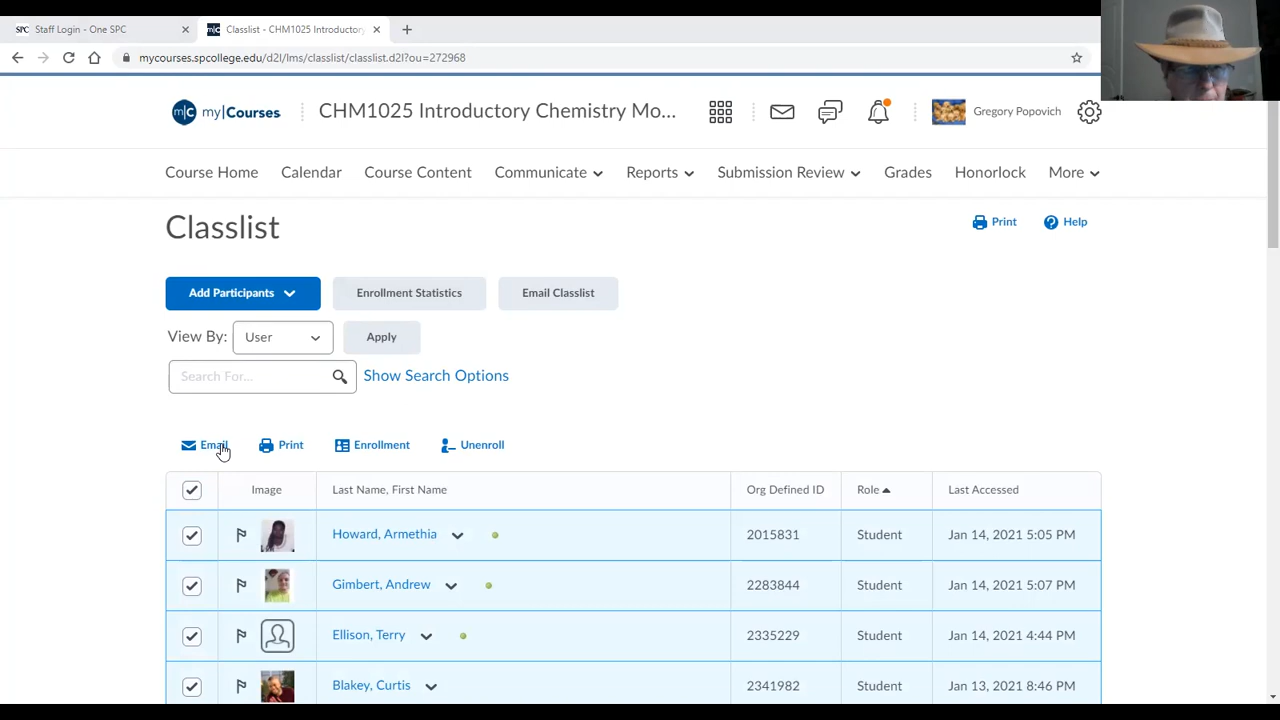 SPC Staff Login - One SPC
m|c Classlist - CHM1025 Introductory
mycourses.spcollege.edu/d2l/lms/classlist/classlist.d2l?ou=272968
m|c my|Courses CHM1025 Introductory Chemistry Mo... Gregory Popovich
Course Home Calendar Course Content Communicate Reports Submission Review Grades Honorlock More
Classlist Print Help
Add Participants Enrollment Statistics Email Classlist
View By: User Apply
Search For... Show Search Options
Email Print Enrollment Unenroll
Image Last Name, First Name Org Defined ID Role Last Accessed
Howard, Armethia 2015831 Student Jan 14, 2021 5:05 PM
Gimbert, Andrew 2283844 Student Jan 14, 2021 5:07 PM
Ellison, Terry 2335229 Student Jan 14, 2021 4:44 PM
Blakey, Curtis 2341982 Student Jan 13, 2021 8:46 PM